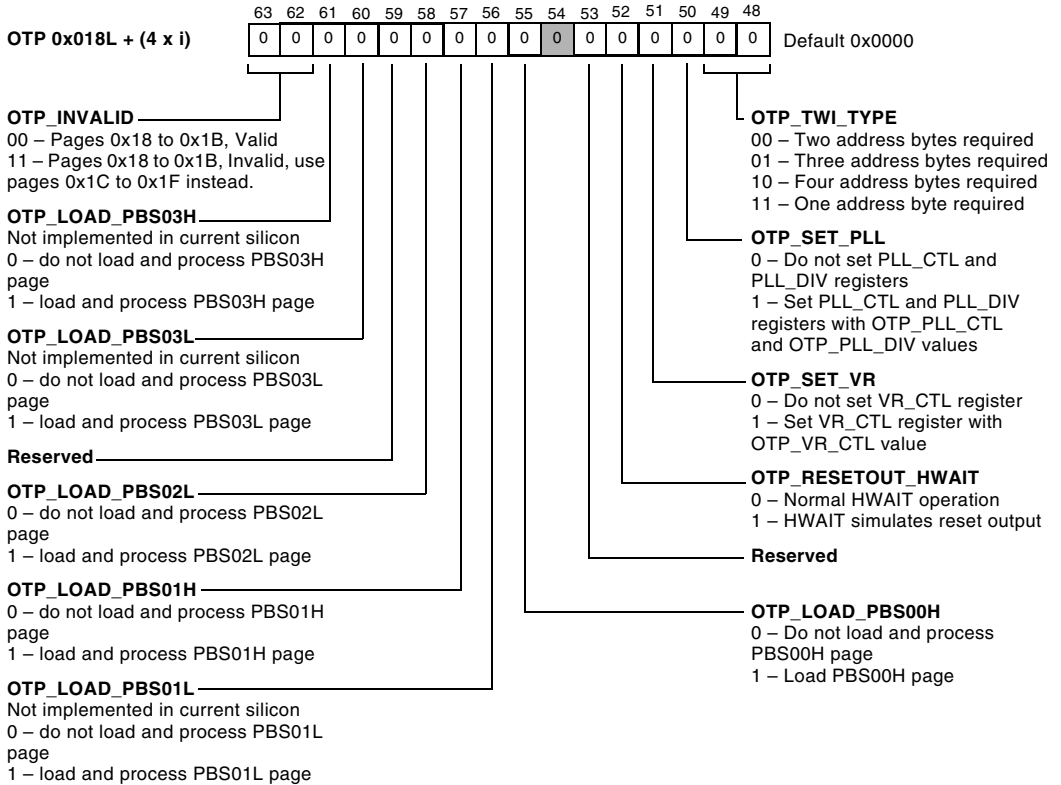 63 62 61 60 59 58 57 56 55 54 53 52 51 50 49 48
OTP 0x018L + (4 x i)
0 0 0 0 0 0 0 0 0 0 0 0 0 0 0 0
Default 0x0000
OTP_INVALID
00 – Pages 0x18 to 0x1B, Valid
11 – Pages 0x18 to 0x1B, Invalid, use
pages 0x1C to 0x1F instead.
OTP_LOAD_PBS03H
Not implemented in current silicon
0 – do not load and process PBS03H
page
1 – load and process PBS03H page
OTP_LOAD_PBS03L
Not implemented in current silicon
0 – do not load and process PBS03L
page
1 – load and process PBS03L page
Reserved
OTP_LOAD_PBS02L
0 – do not load and process PBS02L
page
1 – load and process PBS02L page
OTP_LOAD_PBS01H
0 – do not load and process PBS01H
page
1 – load and process PBS01H page
OTP_LOAD_PBS01L
Not implemented in current silicon
0 – do not load and process PBS01L
page
1 – load and process PBS01L page
OTP_TWI_TYPE
00 – Two address bytes required
01 – Three address bytes required
10 – Four address bytes required
11 – One address byte required
OTP_SET_PLL
0 – Do not set PLL_CTL and
PLL_DIV registers
1 – Set PLL_CTL and PLL_DIV
registers with OTP_PLL_CTL
and OTP_PLL_DIV values
OTP_SET_VR
0 – Do not set VR_CTL register
1 – Set VR_CTL register with
OTP_VR_CTL value
OTP_RESETOUT_HWAIT
0 – Normal HWAIT operation
1 – HWAIT simulates reset output
Reserved
OTP_LOAD_PBS00H
0 – Do not load and process
PBS00H page
1 – Load PBS00H page